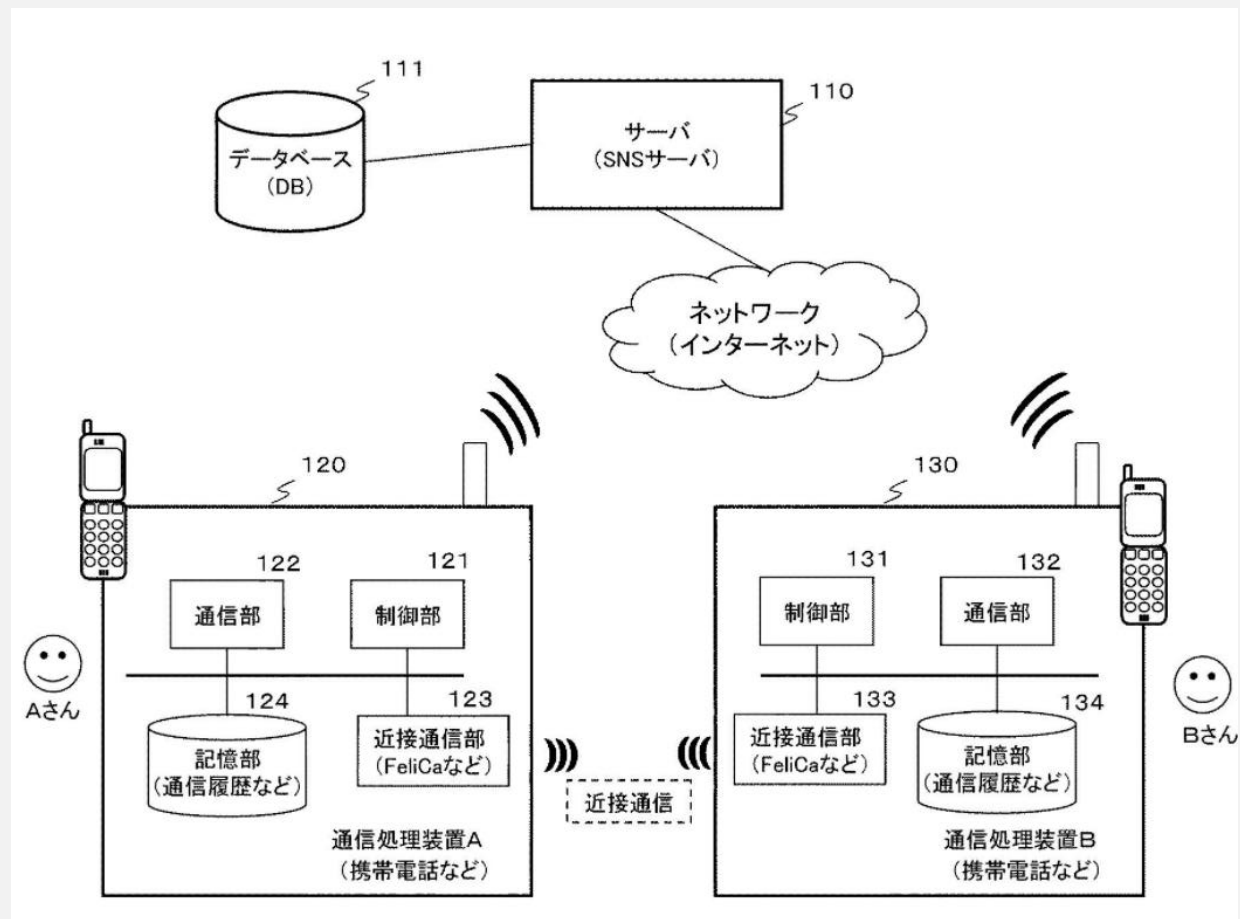 111
110
データベース
(DB)
サーバ
(SNSサーバ)
ネットワーク
(インターネット)
120
130
122
121
通信部
制御部
131
132
制御部
通信部
Aさん
124
123
記憶部
(通信履歴など)
近接通信部
(FeliCaなど)
近接通信
133
134
近接通信部
(FeliCaなど)
記憶部
(通信履歴など)
Bさん
通信処理装置A
(携帯電話など)
通信処理装置B
(携帯電話など)